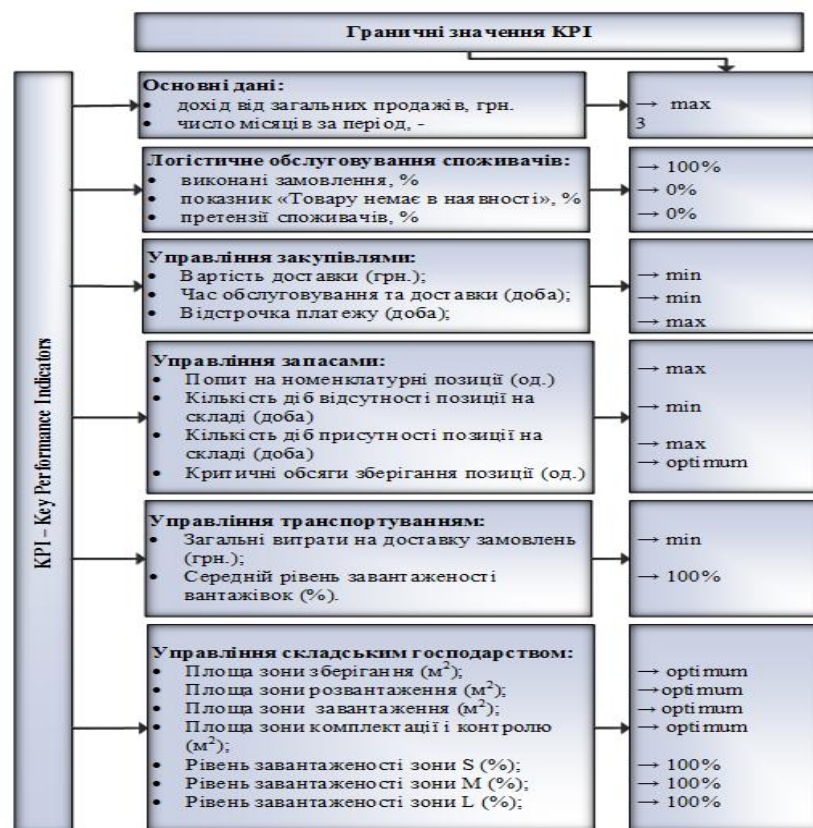 Граничні значення KPI
KPI – Key Performance Indicators
Основні дані:
• дохід від загальних продажів, грн.
• число місяців за період, -
→ max
3
Логістичне обслуговування споживачів:
• виконані замовлення, %
• показник «Товару немає в наявності», %
• претензії споживачів, %
→ 100%
→ 0%
→ 0%
Управління закупівлями:
• Вартість доставки (грн.);
• Час обслуговування та доставки (доба);
• Відстрочка платежу (доба);
→ min
→ min
→ max
Управління запасами:
• Попит на номенклатурні позиції (од.)
• Кількість діб відсутності позиції на
складі (доба)
• Кількість діб присутності позиції на
складі (доба)
• Критичні обсяги зберігання позиції (од.)
→ max
→ min
→ max
→ optimum
Управління транспортуванням:
• Загальні витрати на доставку замовлень
(грн.);
• Середній рівень завантаженості
вантажівок (%).
→ min
→ 100%
Управління складським господарством:
• Площа зони зберігання (м²);
• Площа зони розвантаження (м²);
• Площа зони завантаження (м²);
• Площа зони комплектації і контролю
(м²);
• Рівень завантаженості зони S (%);
• Рівень завантаженості зони M (%);
• Рівень завантаженості зони L (%);
→ optimum
→optimum
→ optimum
→ optimum
→ 100%
→ 100%
→ 100%